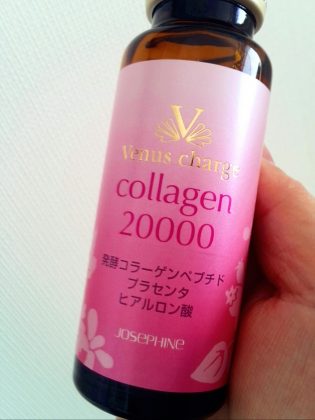 V
Venus charge
collagen
20000
発酵コラーゲンペプチド
プラセンタ
ヒアルロン酸
JOSEPHINE